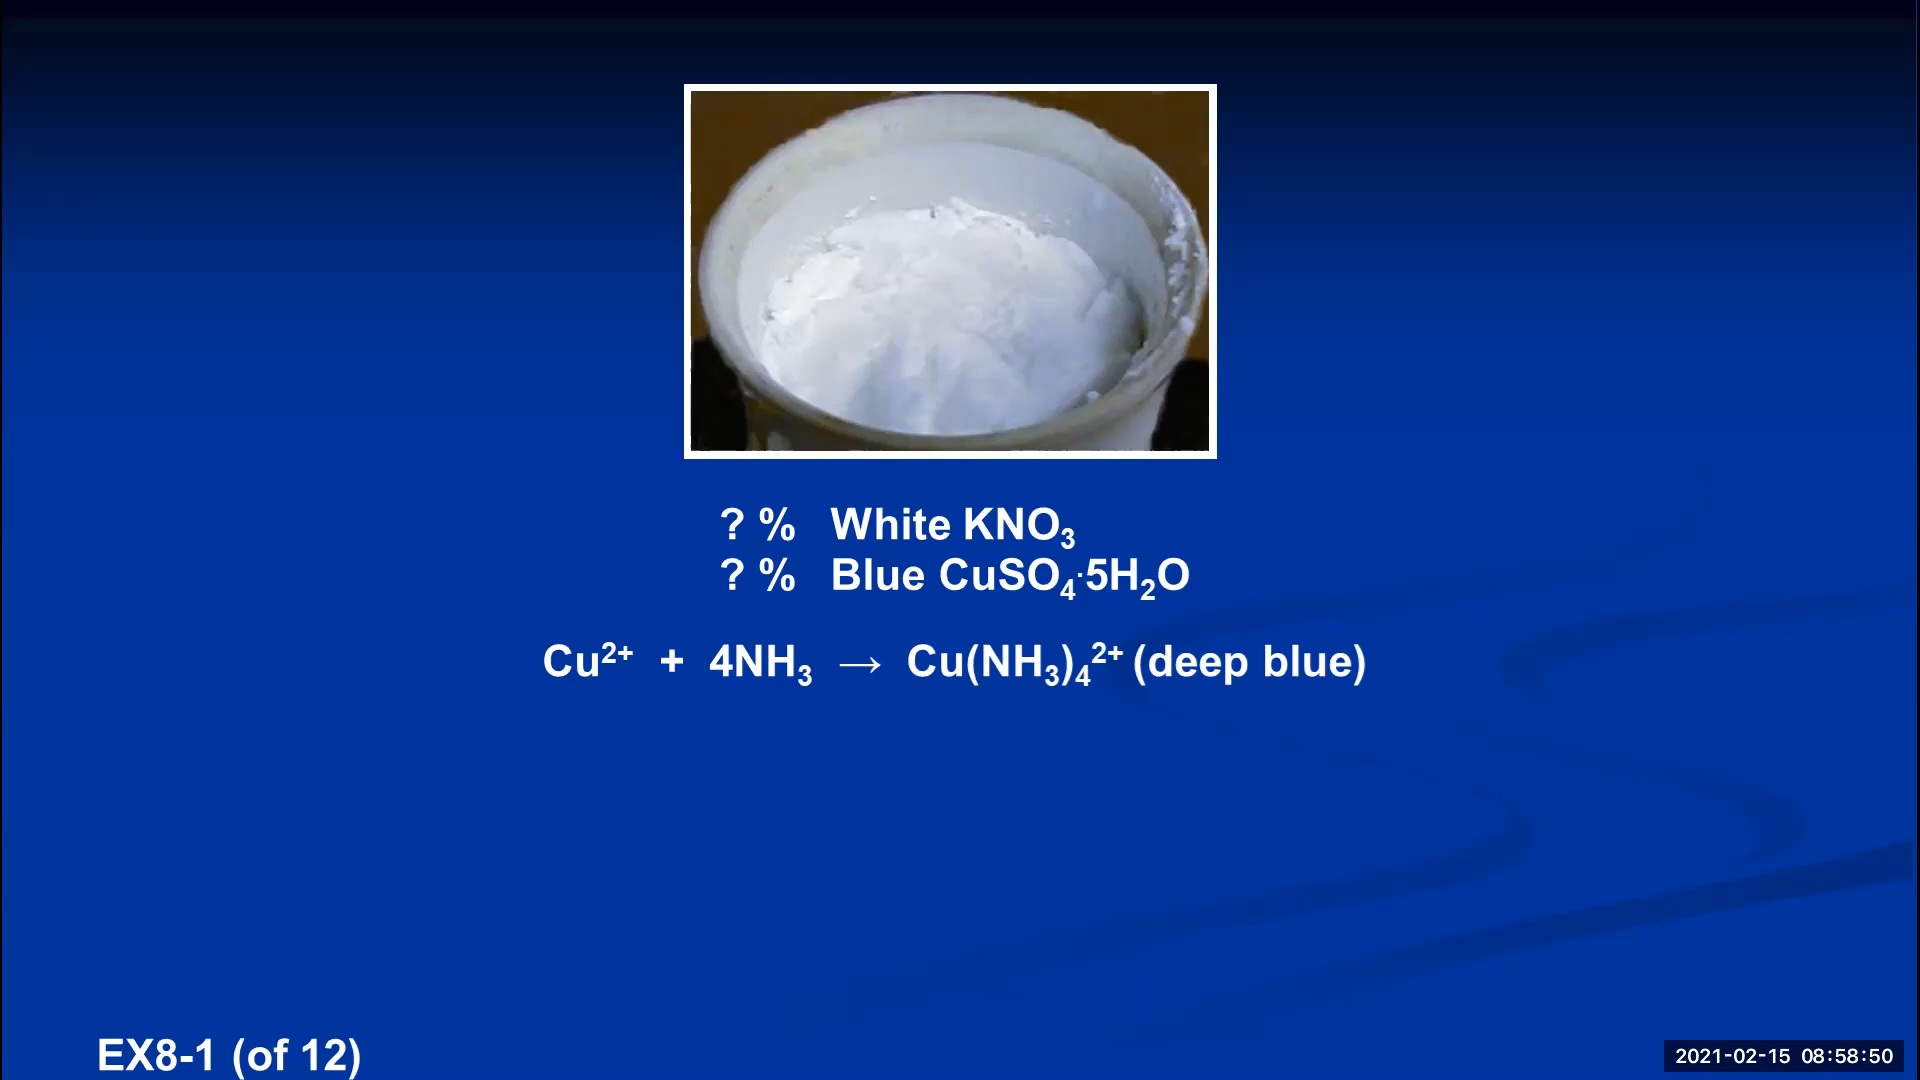 ? % White KNO₃
? % Blue CuSO₄·5H₂O
Cu²⁺ + 4NH₃ → Cu(NH₃)₄²⁺ (deep blue)
EX8-1 (of 12)
2021-02-15 08:58:50